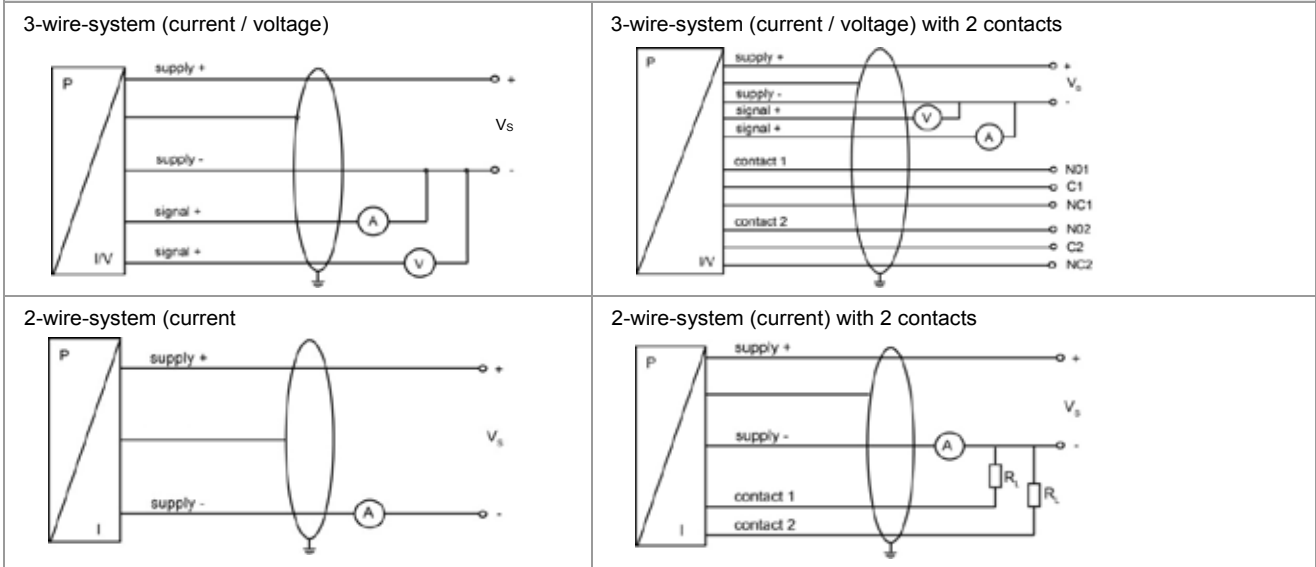 3-wire-system (current / voltage)
P
supply +
+
Vs
supply -
-
signal +
A
signal +
I/V
V
3-wire-system (current / voltage) with 2 contacts
P
supply +
+
Vs
supply -
-
signal +
V
signal +
A
contact 1
N01
C1
NC1
contact 2
N02
C2
I/V
NC2
2-wire-system (current
P
supply +
+
Vs
supply -
A
-
I
2-wire-system (current) with 2 contacts
P
supply +
+
Vs
supply -
A
-
RL
RL
contact 1
contact 2
I